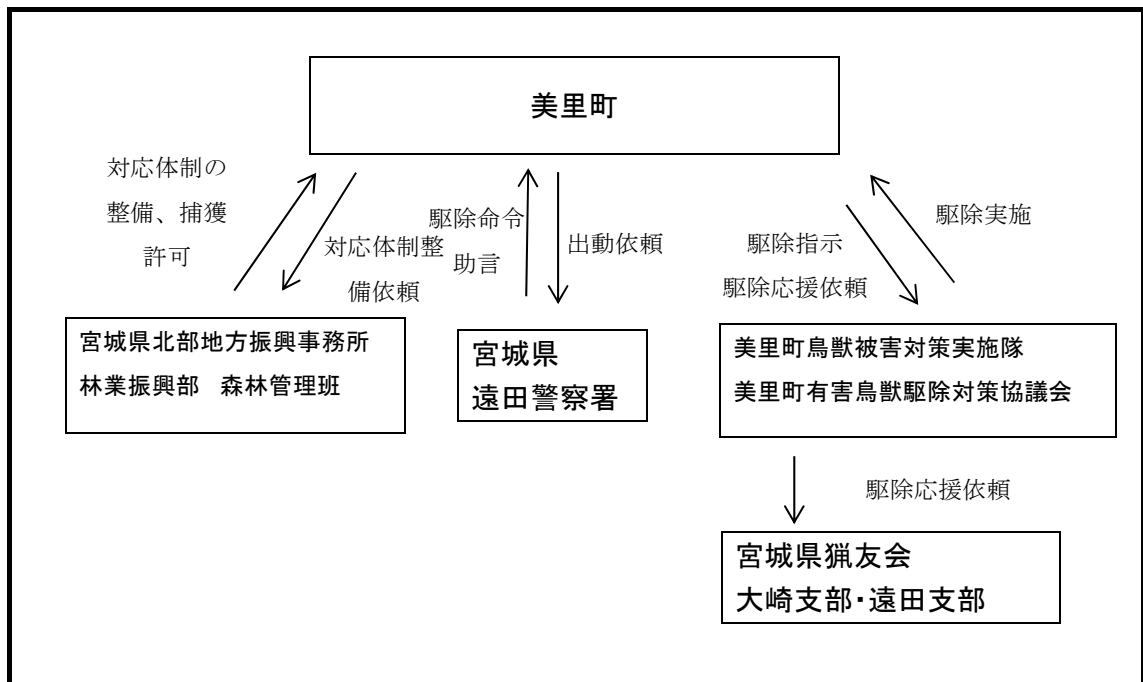 美里町
対応体制の
整備、捕獲
許可
対応体制整
備依頼
駆除命令
助言
出動依頼
駆除指示
駆除応援依頼
駆除実施
宮城県北部地方振興事務所
林業振興部　森林管理班
宮城県
遠田警察署
美里町鳥獣被害対策実施隊
美里町有害鳥獣駆除対策協議会
駆除応援依頼
宮城県猟友会
大崎支部・遠田支部